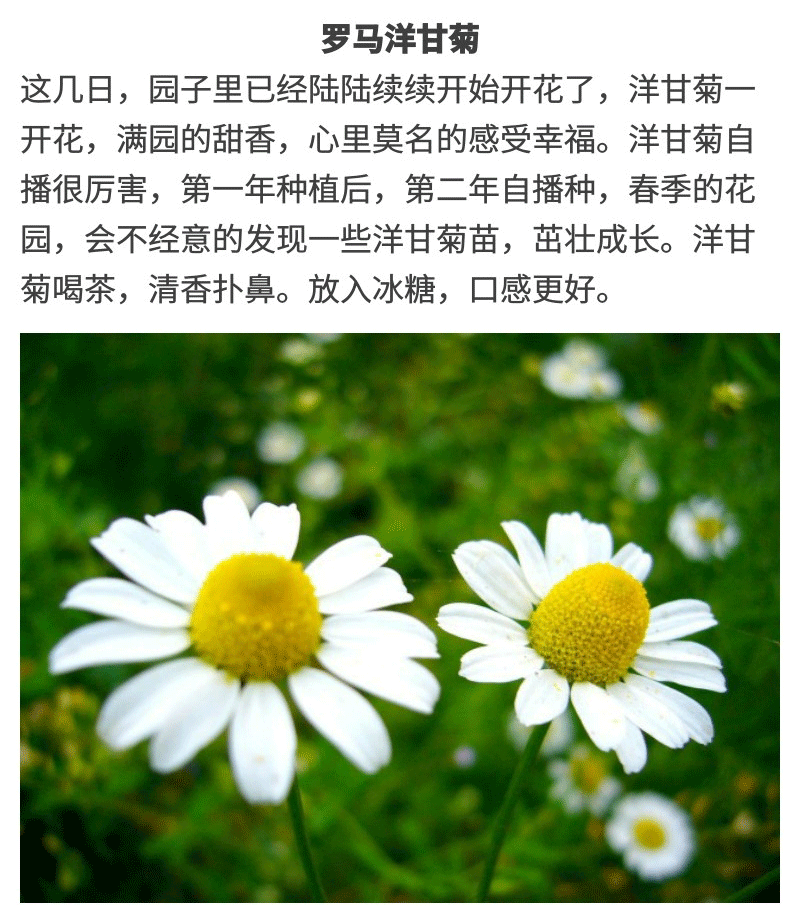 罗马洋甘菊
这几日，园子里已经陆陆续续开始开花了，洋甘菊一
开花，满园的甜香，心里莫名的感受幸福。洋甘菊自
播很厉害，第一年种植后，第二年自播种，春季的花
园，会不经意的发现一些洋甘菊苗，茁壮成长。洋甘
菊喝茶，清香扑鼻。放入冰糖，口感更好。